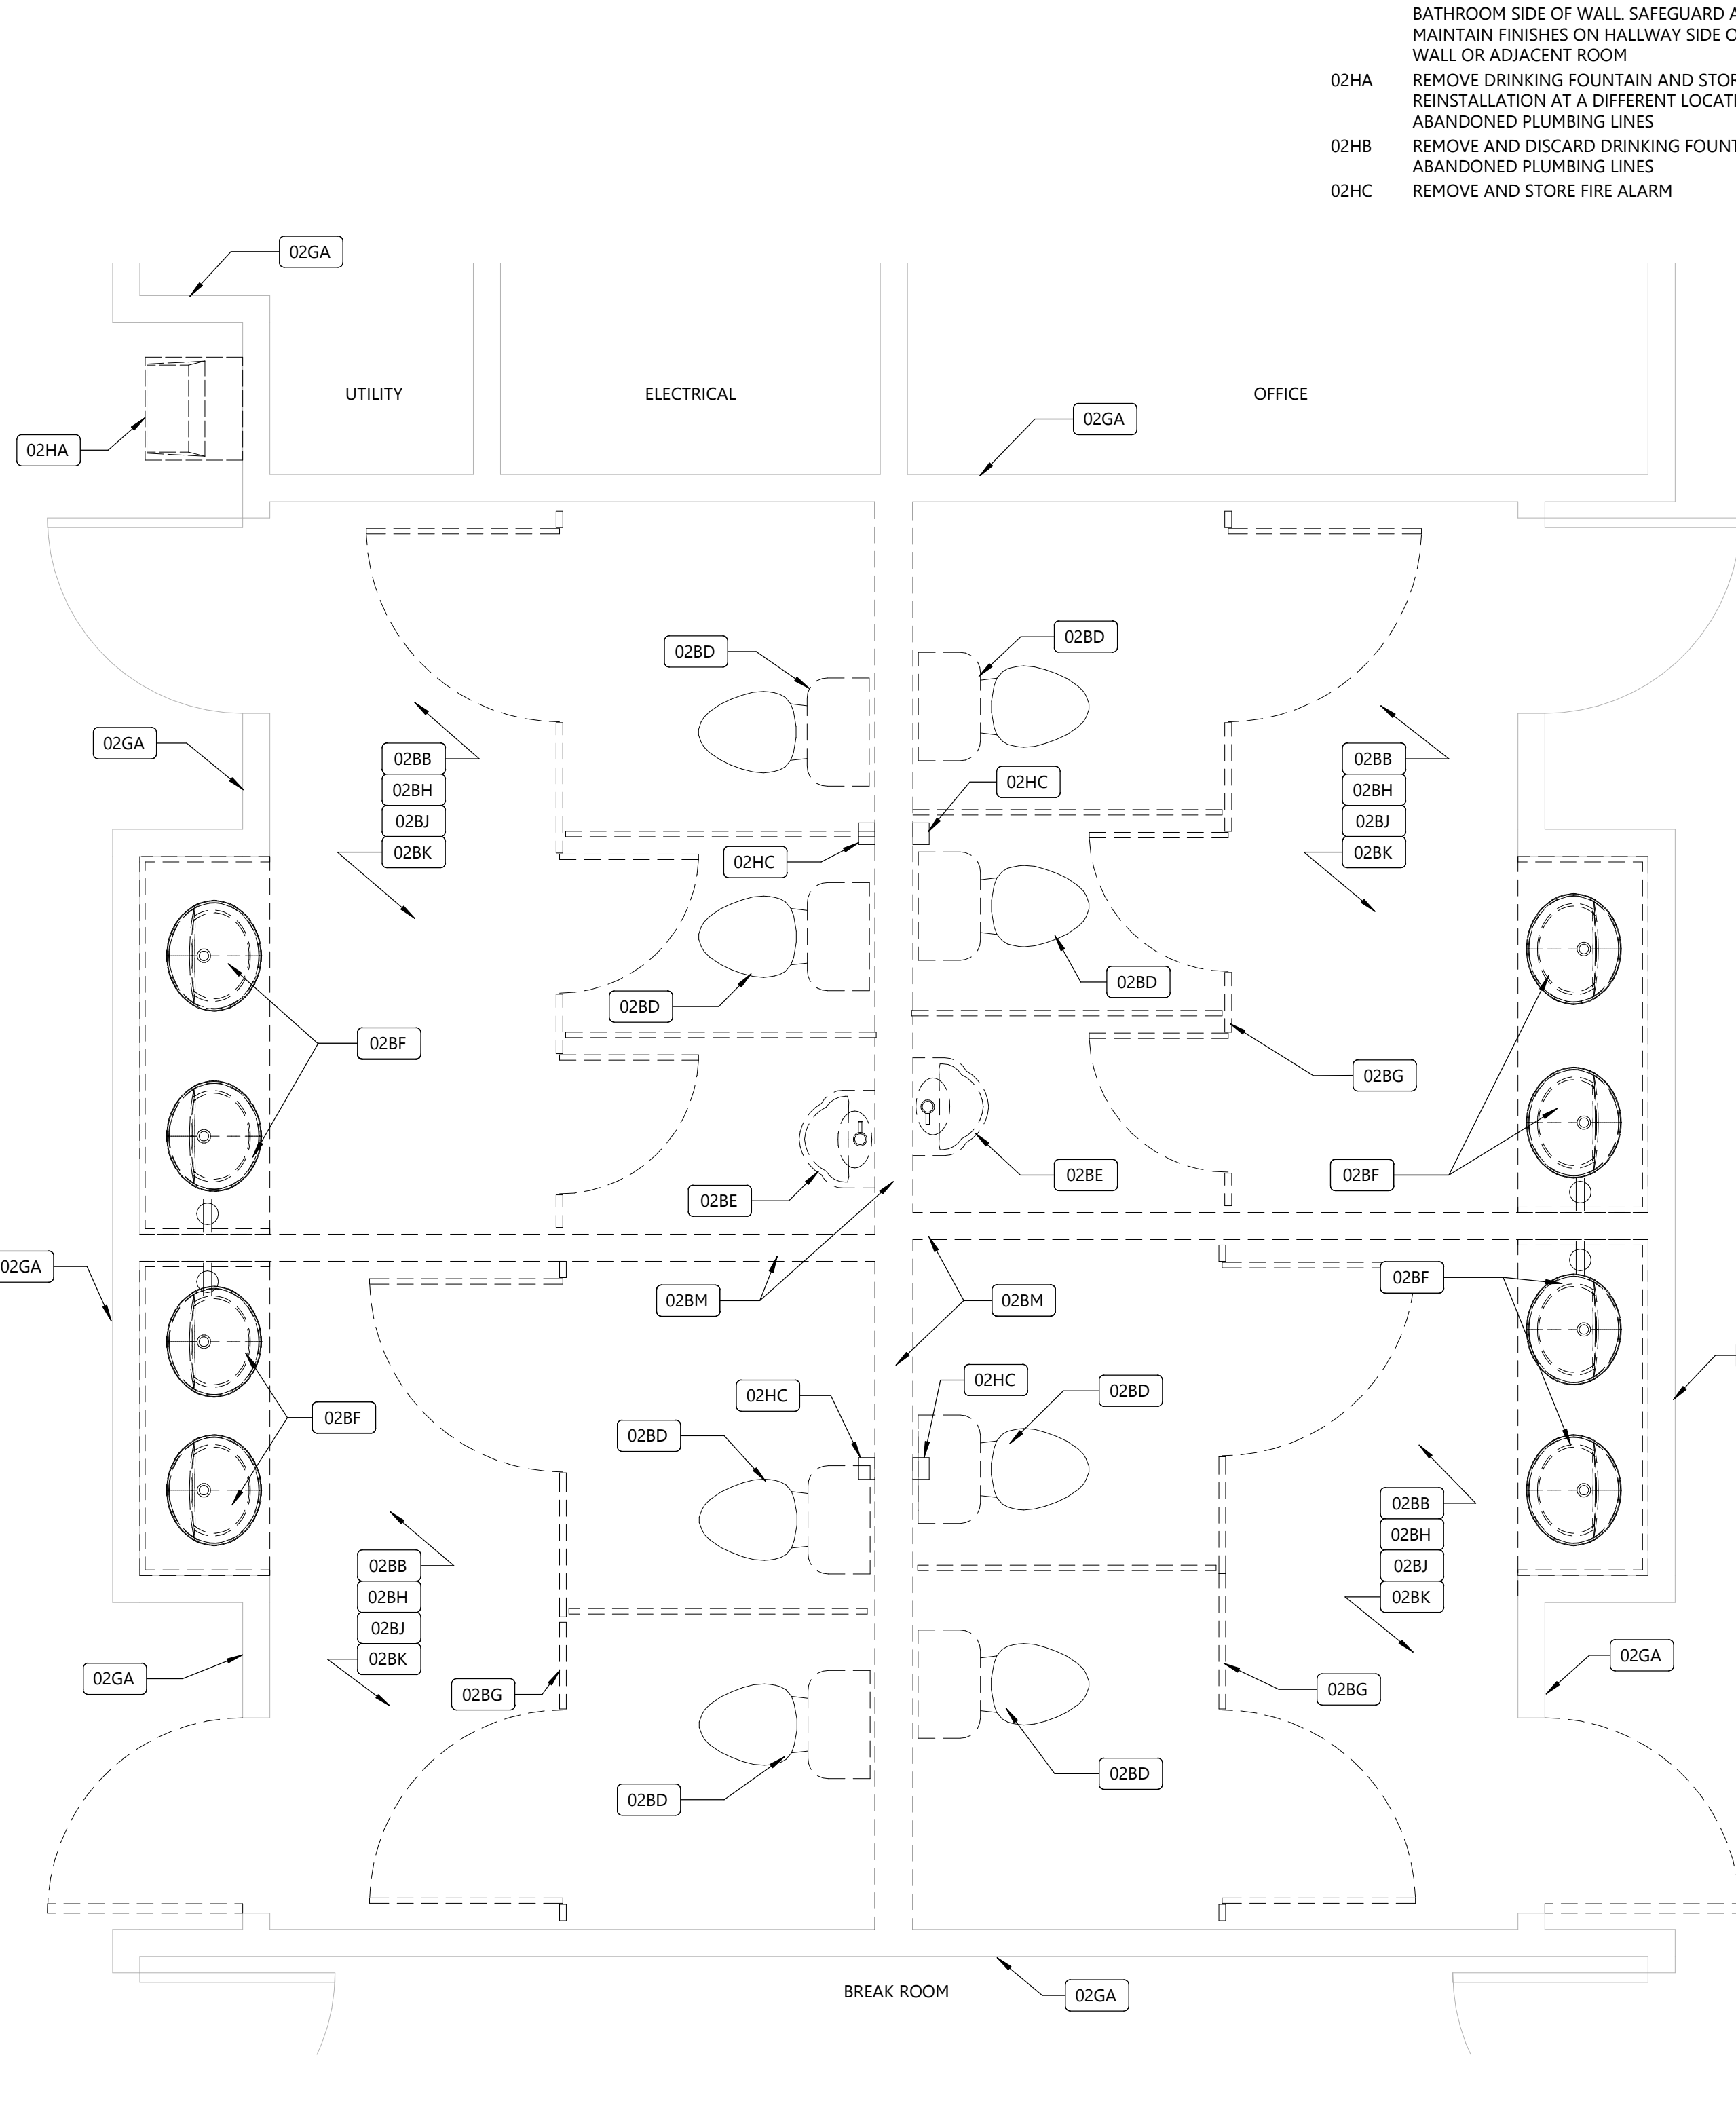 BATHROOM SIDE OF WALL. SAFEGUARD
MAINTAIN FINISHES ON HALLWAY SIDE
WALL OR ADJACENT ROOM
02HA REMOVE DRINKING FOUNTAIN AND
REINSTALLATION AT A DIFFERENT
ABANDONED PLUMBING LINES
02HB REMOVE AND DISCARD DRINKING
ABANDONED PLUMBING LINES
02HC REMOVE AND STORE FIRE ALARM
02GA
UTILITY
ELECTRICAL
OFFICE
02GA
02HA
02BD
02BD
02GA
02BB
02BH
02BJ
02BK
02HC
02BB
02BH
02BJ
02BK
02HC
02BD
02BD
02BF
02BG
02BE
02BE
02BF
02GA
02BM
02BM
02BF
02HC
02HC
02BD
02BF
02BD
02BB
02BH
02BJ
02BK
02BB
02BH
02BJ
02BK
02GA
02BG
02BG
02GA
02BD
02BD
BREAK ROOM
02GA